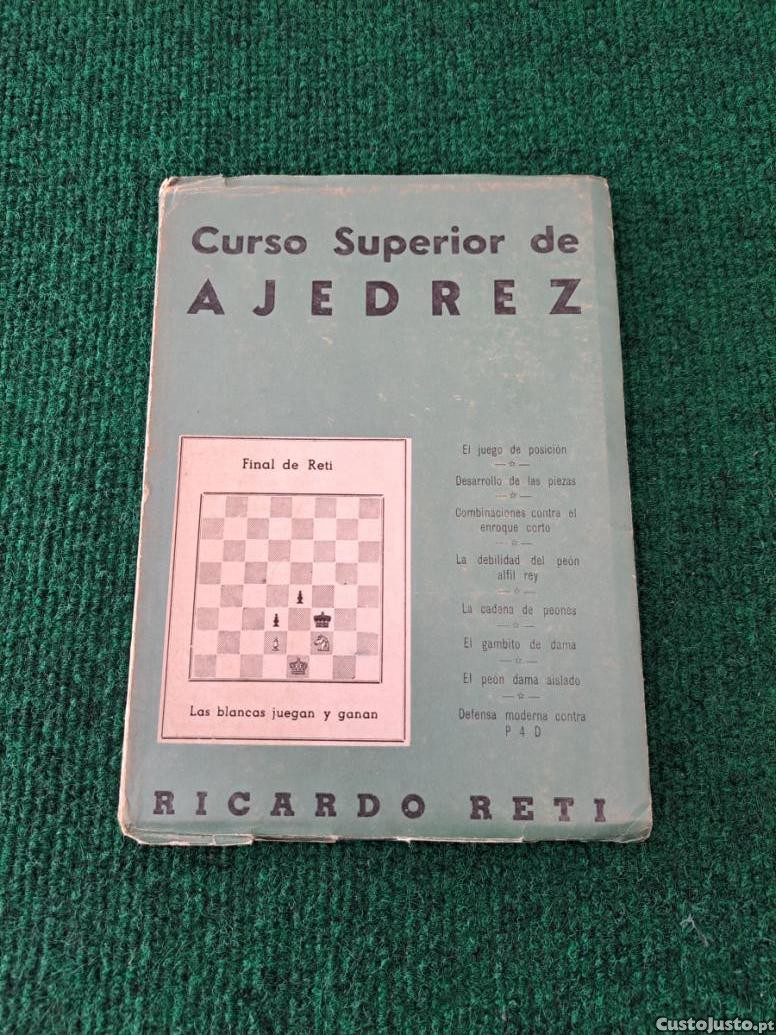 Curso Superior de
AJEDREZ
Final de Reti
Las blancas juegan y ganan
El juego de posición
Desarrollo de las piezas
Combinaciones contra el
enroque corto
La debilidad del peón
alfil rey
La cadena de peones
El gambito de dama
El peón dama aislado
Defensa moderna contra
P 4 D
RICARDO RETI
CustoJusto.pt